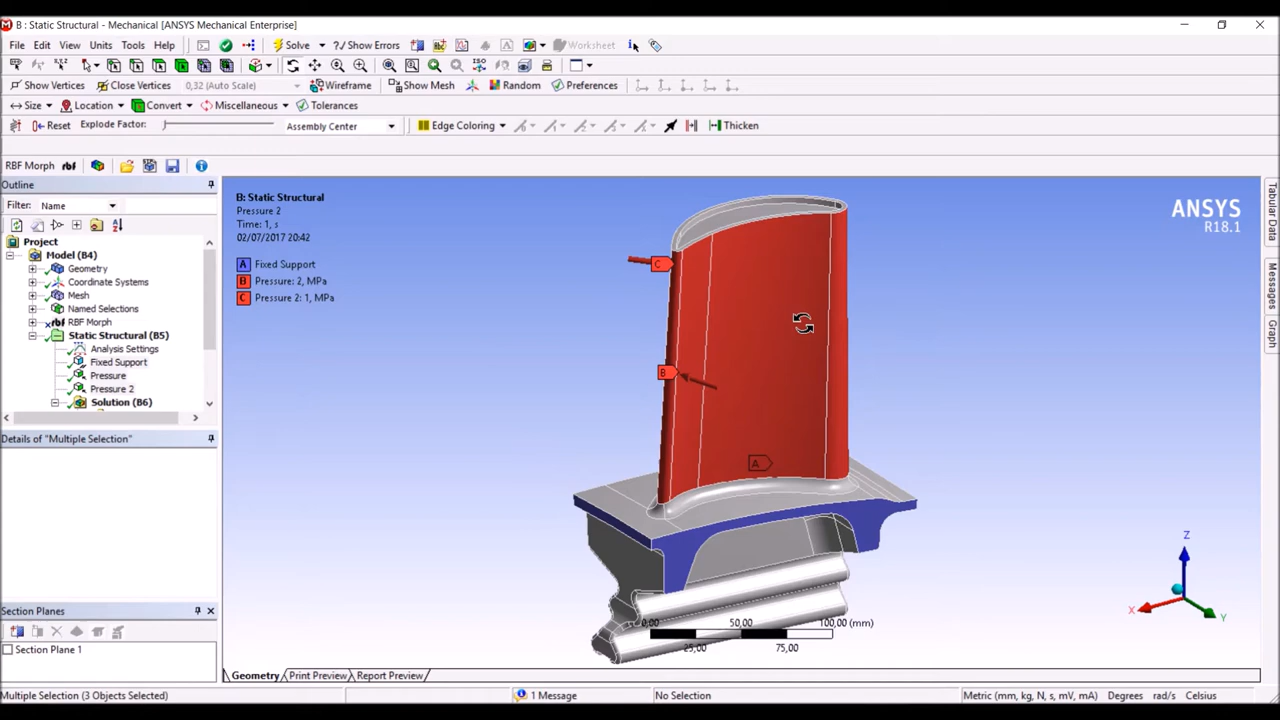 B : Static Structural - Mechanical [ANSYS Mechanical Enterprise]
File Edit View Units Tools Help Solve ?/ Show Errors Worksheet
Show Vertices Close Vertices 0,32 (Auto Scale) Wireframe Show Mesh Random Preferences
Size Location Convert Miscellaneous Tolerances
Reset Explode Factor: Assembly Center Edge Coloring Thicken
RBF Morph rbf
Outline
Filter: Name
Project
Model (B4)
Geometry
Coordinate Systems
Mesh
Named Selections
rbf RBF Morph
Static Structural (B5)
Analysis Settings
Fixed Support
Pressure
Pressure 2
Solution (B6)
Details of "Multiple Selection"
Section Planes
Section Plane 1
B: Static Structural
Pressure 2
Time: 1, s
02/07/2017 20:42
A Fixed Support
B Pressure: 2, MPa
C Pressure 2: 1, MPa
C
B
A
ANSYS
R18.1
Tabular Data
Messages
Graph
Z
X
Y
0,00 50,00 100,00 (mm)
25,00 75,00
Geometry Print Preview Report Preview
Multiple Selection (3 Objects Selected) 1 Message No Selection Metric (mm, kg, N, s, mV, mA) Degrees rad/s Celsius